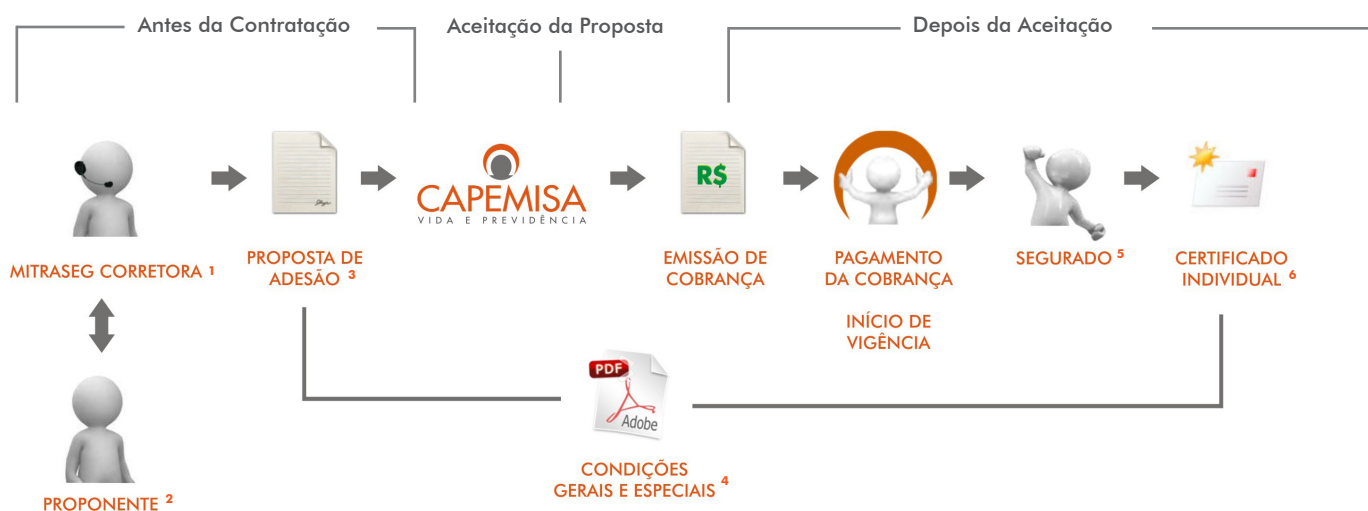 Antes da Contratação
Aceitação da Proposta
Depois da Aceitação
R$
CAPEMISA
VIDA E PREVIDÊNCIA
MITRASEG CORRETORA 1
PROPOSTA DE
ADESÃO 3
EMISSÃO DE
COBRANÇA
PAGAMENTO
DA COBRANÇA
INÍCIO DE
VIGÊNCIA
SEGURADO 5
CERTIFICADO
INDIVIDUAL 6
PDF
Adobe
PROPONENTE 2
CONDIÇÕES
GERAIS E ESPECIAIS 4